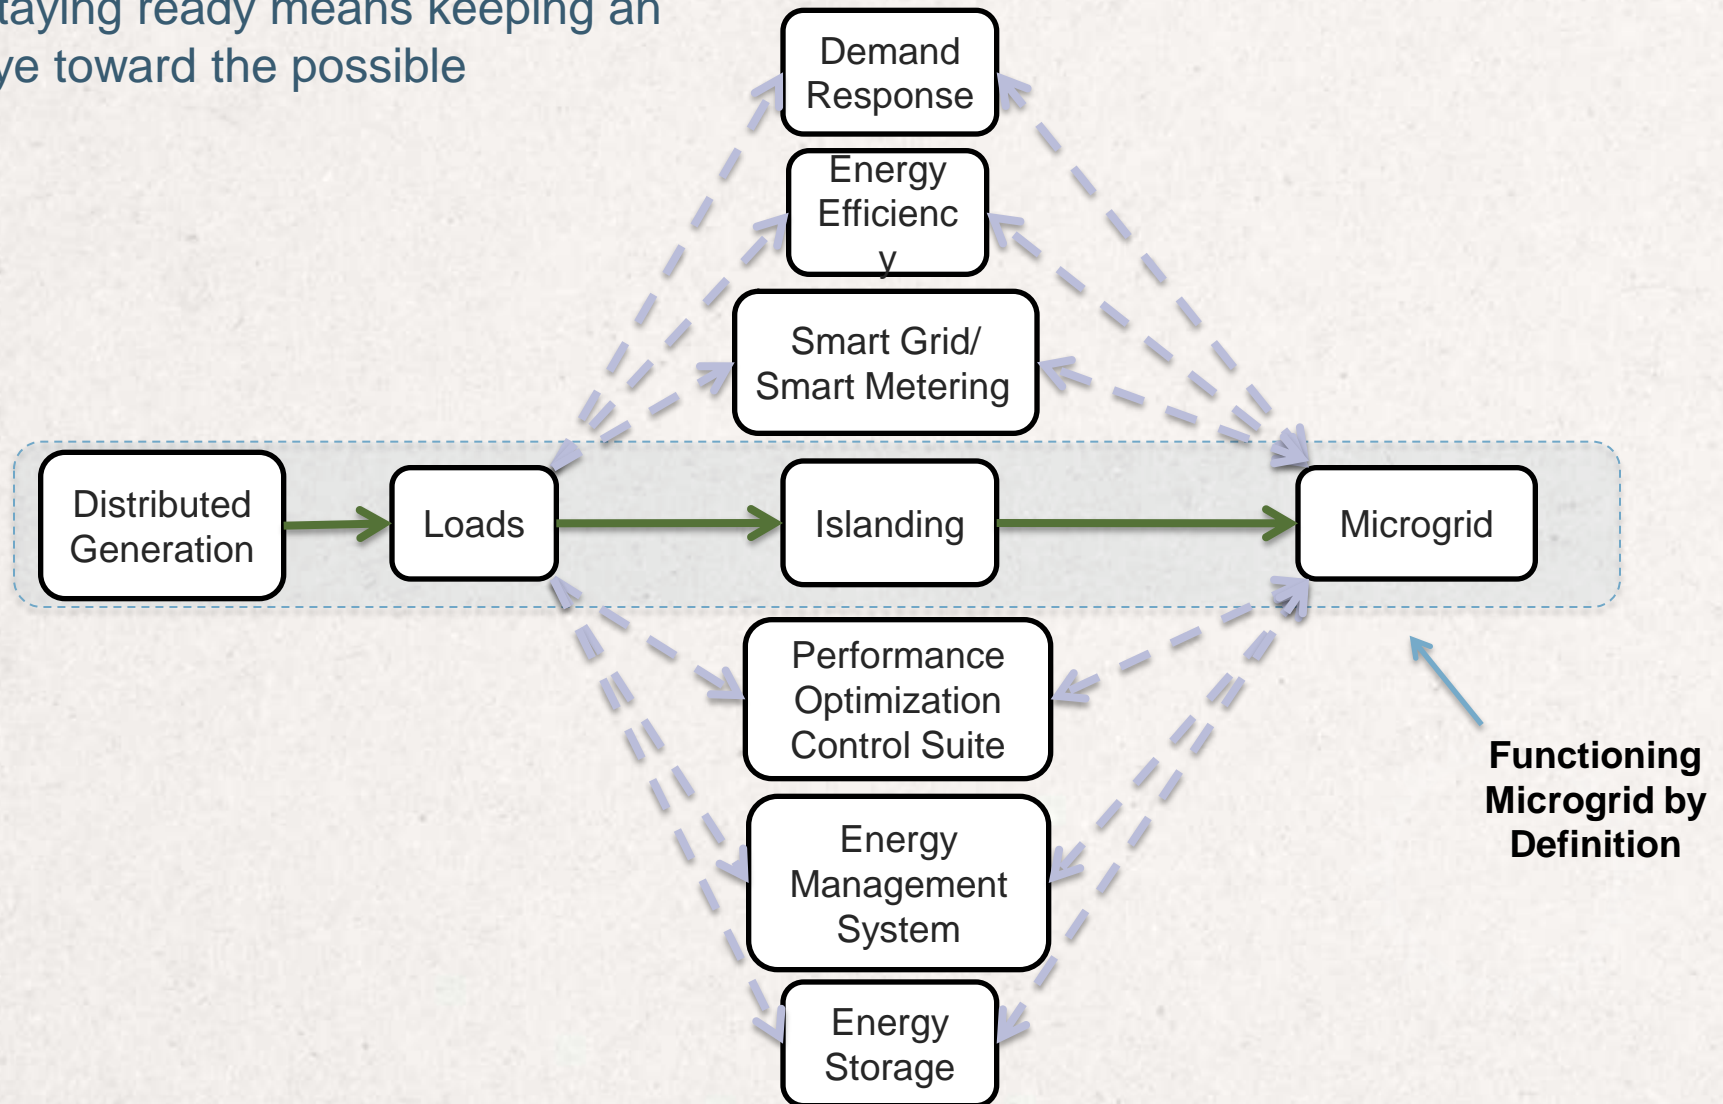 taying ready means keeping an
ye toward the possible
Demand
Response
Energy
Efficienc
y
Smart Grid/
Smart Metering
Distributed
Generation
Loads
Islanding
Microgrid
Performance
Optimization
Control Suite
Functioning
Microgrid by
Definition
Energy
Management
System
Energy
Storage